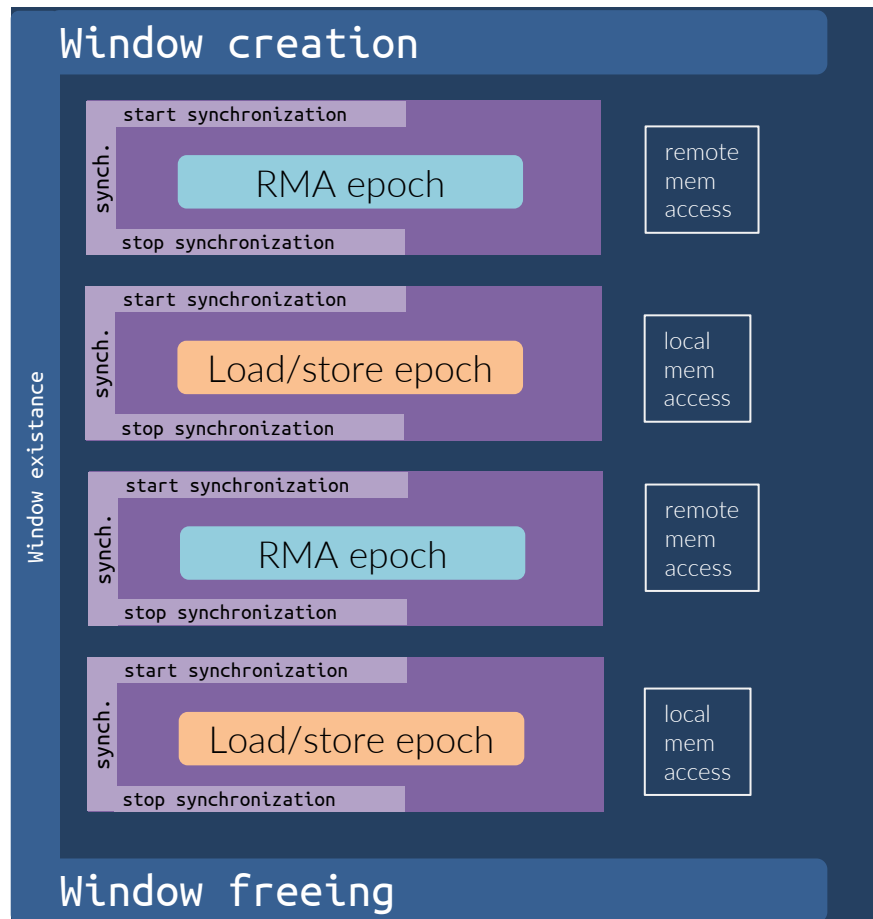 Window creation
start synchronization
synch.
RMA epoch
stop synchronization
remote
mem
access
start synchronization
synch.
Load/store epoch
stop synchronization
local
mem
access
Window existance
start synchronization
synch.
RMA epoch
stop synchronization
remote
mem
access
start synchronization
synch.
Load/store epoch
stop synchronization
local
mem
access
Window freeing